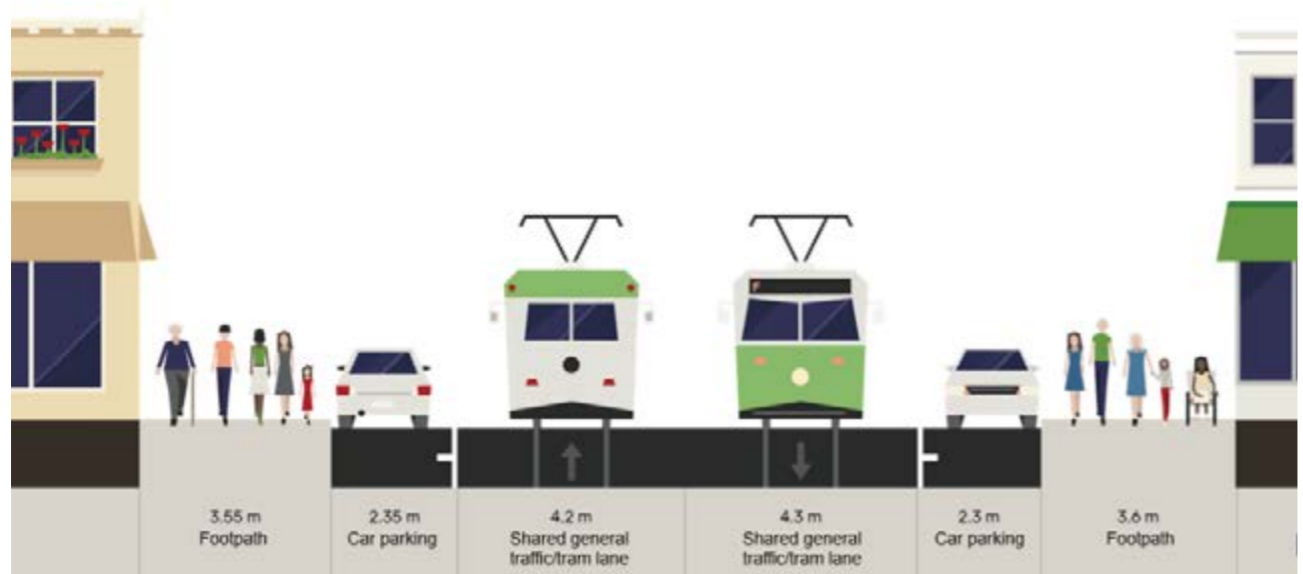 3.55 m
Footpath
2.35 m
Car parking
4.2 m
Shared general
traffic/tram lane
4.3 m
Shared general
traffic/tram lane
2.3 m
Car parking
3.6 m
Footpath